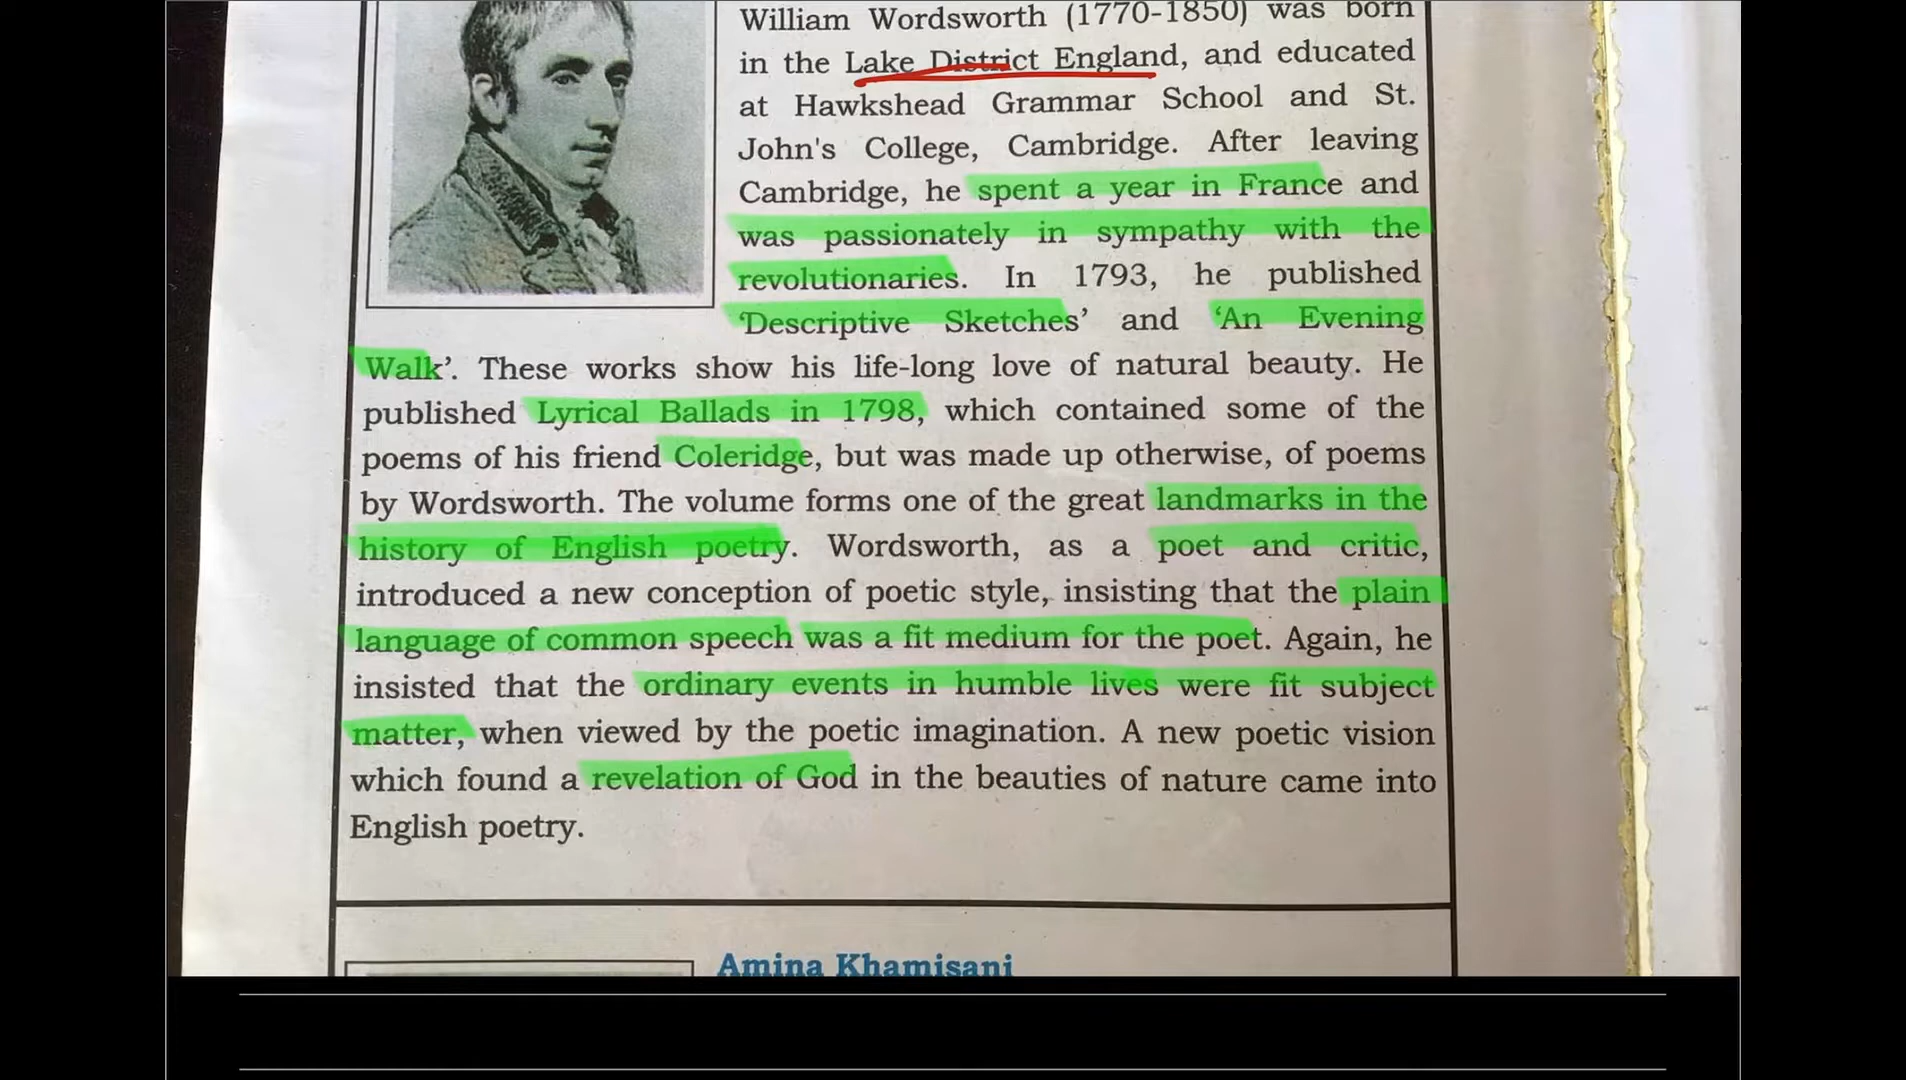 William Wordsworth (1770-1850) was born
in the Lake District England, and educated
at Hawkshead Grammar School and St.
John's College, Cambridge. After leaving
Cambridge, he spent a year in France and
was passionately in sympathy with the
revolutionaries. In 1793, he published
‘Descriptive Sketches’ and ‘An Evening
Walk’. These works show his life-long love of natural beauty. He
published Lyrical Ballads in 1798, which contained some of the
poems of his friend Coleridge, but was made up otherwise, of poems
by Wordsworth. The volume forms one of the great landmarks in the
history of English poetry. Wordsworth, as a poet and critic,
introduced a new conception of poetic style, insisting that the plain
language of common speech was a fit medium for the poet. Again, he
insisted that the ordinary events in humble lives were fit subject
matter, when viewed by the poetic imagination. A new poetic vision
which found a revelation of God in the beauties of nature came into
English poetry.
Amina Khamisani